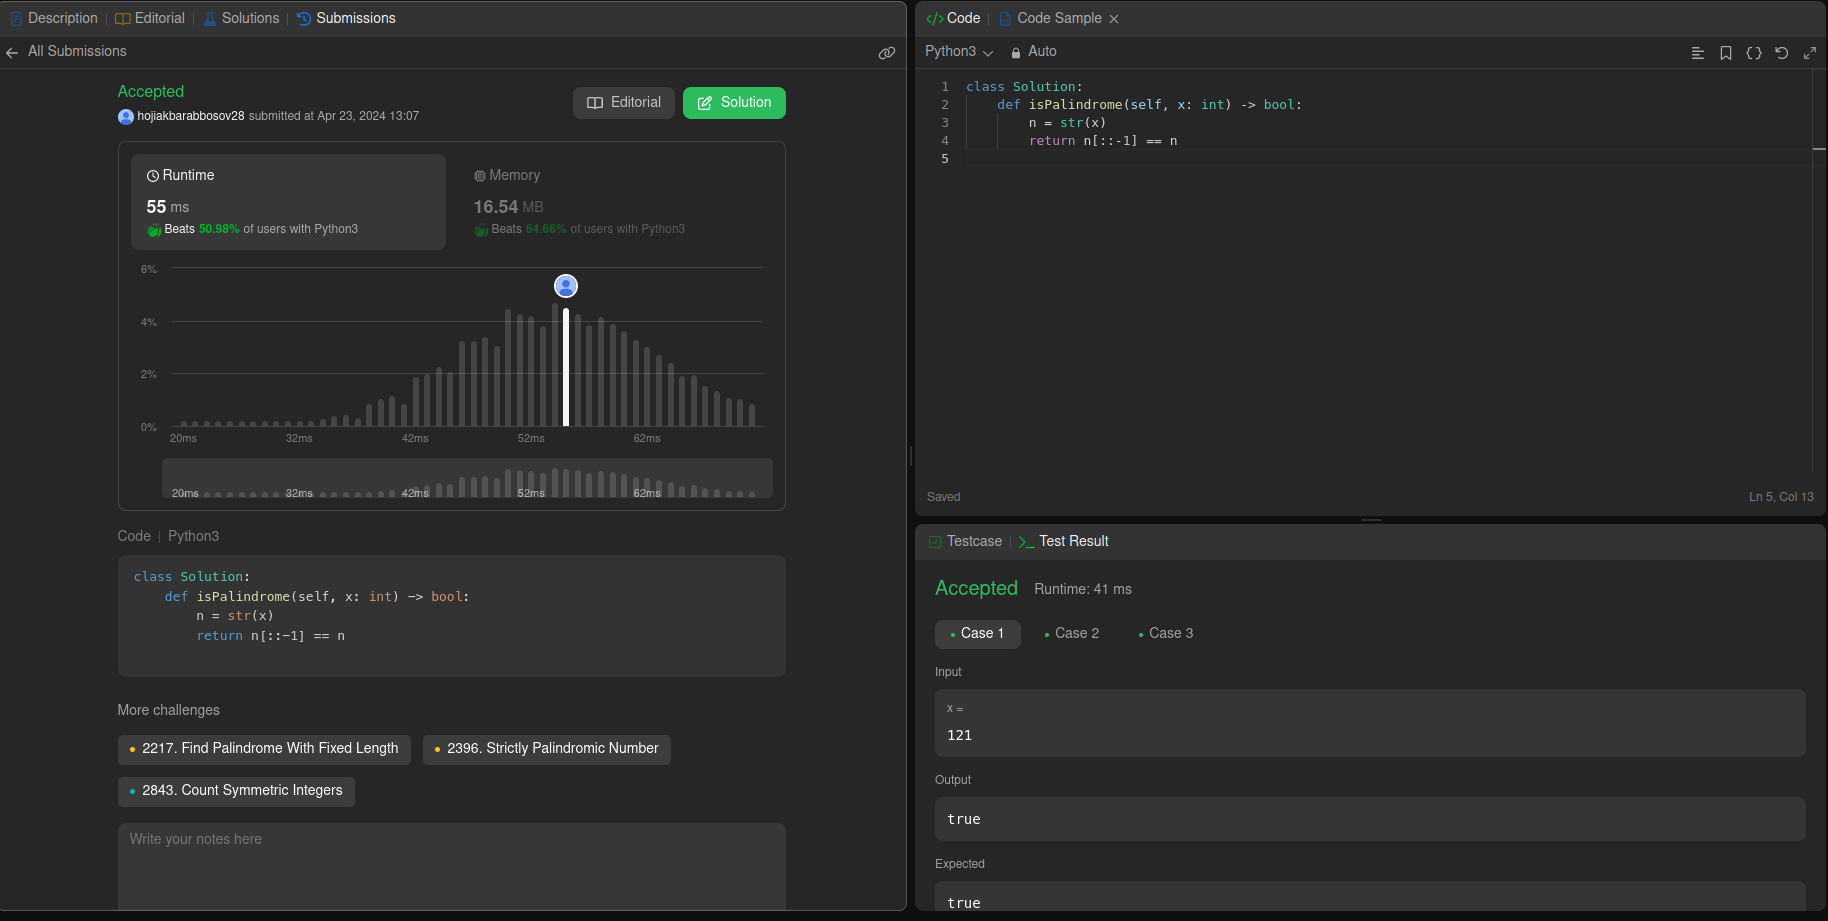 Description | Editorial | Solutions | Submissions
All Submissions
Accepted
hojiakbarabbosov28 submitted at Apr 23, 2024 13:07
Editorial
Solution
Runtime
55 ms
Beats 50.98% of users with Python3
Memory
16.54 MB
Beats 64.66% of users with Python3
6%
4%
2%
0%
20ms 32ms 42ms 52ms 62ms
20ms 32ms 42ms 52ms 62ms
Code | Python3
class Solution:
    def isPalindrome(self, x: int) -> bool:
        n = str(x)
        return n[::-1] == n
More challenges
2217. Find Palindrome With Fixed Length
2396. Strictly Palindromic Number
2843. Count Symmetric Integers
Write your notes here
</> Code | Code Sample
Python3 Auto
1 class Solution:
2     def isPalindrome(self, x: int) -> bool:
3         n = str(x)
4         return n[::-1] == n
5
Saved
Ln 5, Col 13
Testcase | >_ Test Result
Accepted Runtime: 41 ms
Case 1 Case 2 Case 3
Input
x =
121
Output
true
Expected
true